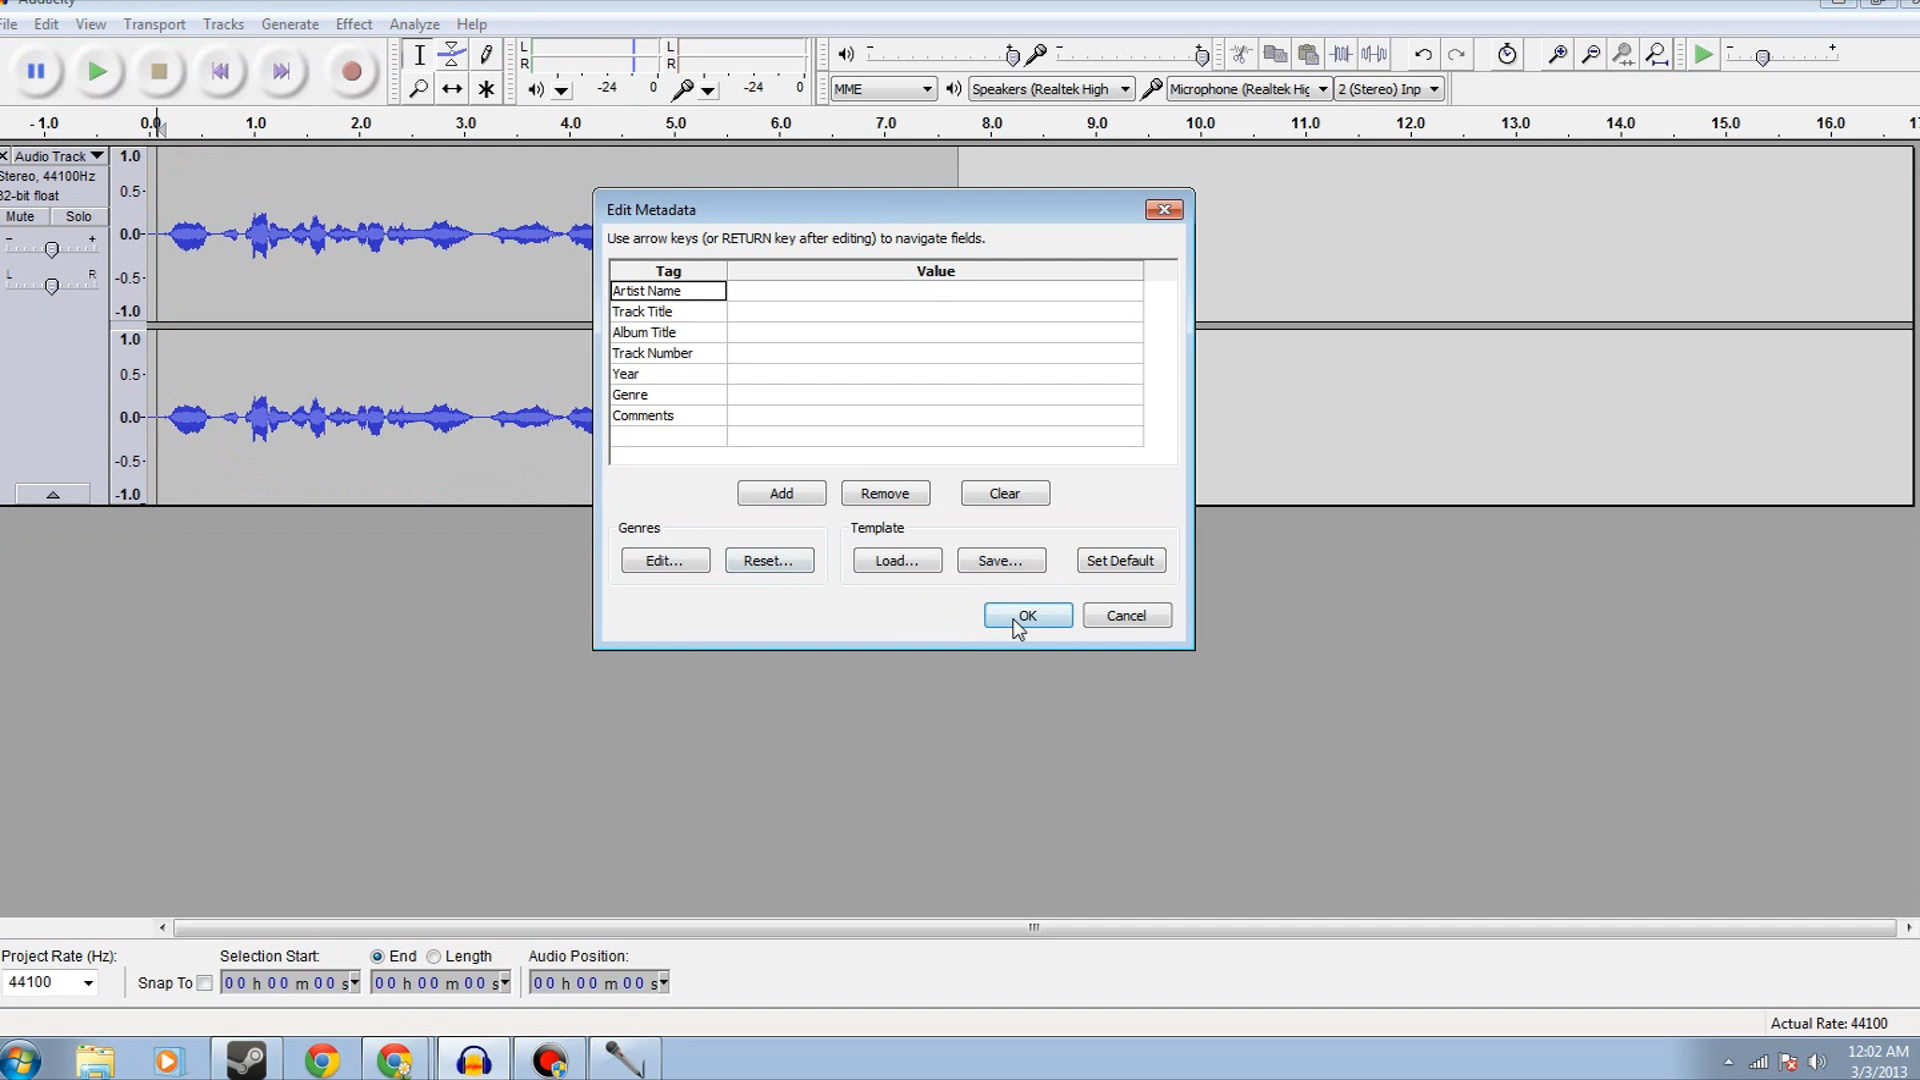 Audacity
File Edit View Transport Tracks Generate Effect Analyze Help
L R -24 0 L R -24 0
MME Speakers (Realtek High Microphone (Realtek Hig 2 (Stereo) Inp
-1.0 0.0 1.0 2.0 3.0 4.0 5.0 6.0 7.0 8.0 9.0 10.0 11.0 12.0 13.0 14.0 15.0 16.0 17
Audio Track
Stereo, 44100Hz
32-bit float
Mute Solo
- +
L R
1.0
0.5-
0.0-
-0.5-
-1.0
1.0
0.5-
0.0-
-0.5-
-1.0
Edit Metadata
Use arrow keys (or RETURN key after editing) to navigate fields.
Tag Value
Artist Name
Track Title
Album Title
Track Number
Year
Genre
Comments
Add Remove Clear
Genres Template
Edit... Reset... Load... Save... Set Default
OK Cancel
Project Rate (Hz): Selection Start: End Length Audio Position:
44100 Snap To 00 h 00 m 00 s 00 h 00 m 00 s 00 h 00 m 00 s
Actual Rate: 44100
12:02 AM
3/3/2013